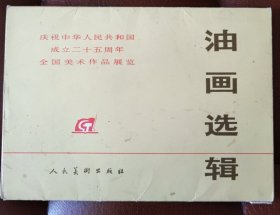 庆祝中华人民共和国
成立二十五周年
全国美术作品展览
油画选辑
人民美术出版社